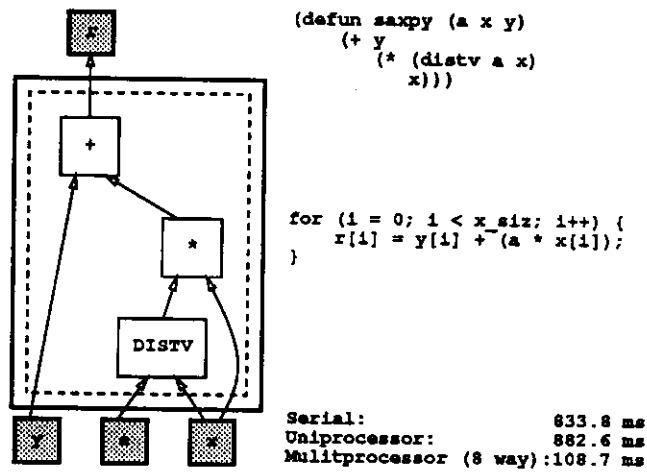 r
+
*
DISTV
y
a
x
(defun saxpy (a x y)
(+ y
(* (distv a x)
x)))
for (i = 0; i < x_siz; i++) {
r[i] = y[i] + (a * x[i]);
}
Serial: 833.8 ms
Uniprocessor: 882.6 ms
Mulitprocessor (8 way):108.7 ms